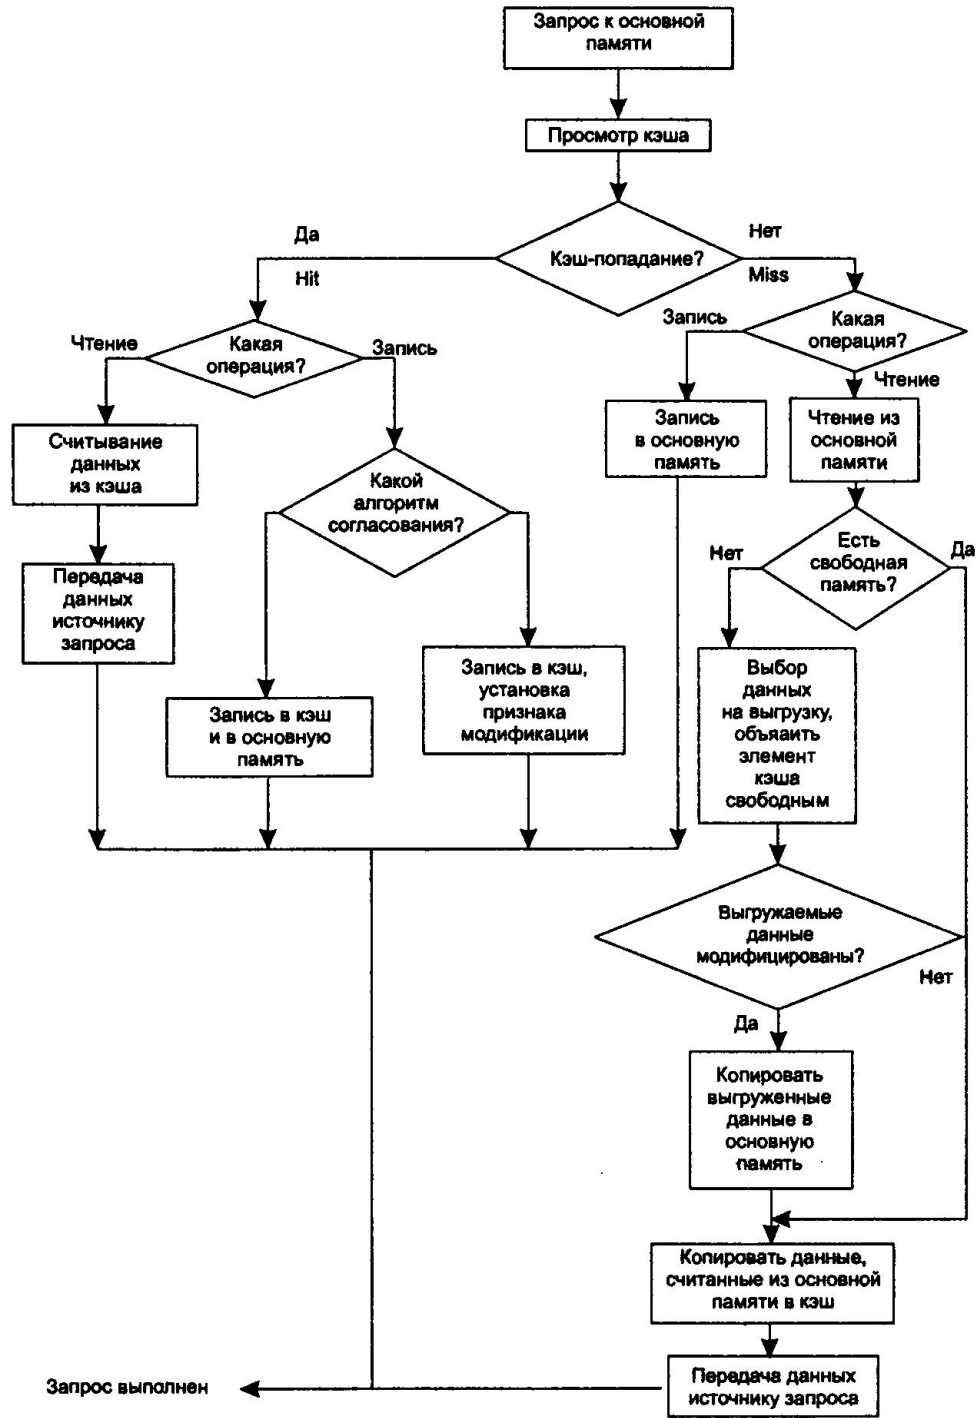 Запрос к основной
памяти
Просмотр кэша
Кэш-попадание?
Да
Hit
Нет
Miss
Какая
операция?
Чтение
Запись
Какая
операция?
Запись
Чтение
Считывание
данных
из кэша
Передача
данных
источнику
запроса
Какой
алгоритм
согласования?
Запись в кэш
и в основную
память
Запись в кэш,
установка
признака
модификации
Запись
в основную
память
Чтение из
основной
памяти
Есть
свободная
память?
Нет
Да
Выбор
данных
на выгрузку,
объяаить
элемент
кэша
свободным
Выгружаемые
данные
модифицированы?
Нет
Да
Копировать
выгруженные
данные в
основную
память
Копировать данные,
считанные из основной
памяти в кэш
Передача данных
источнику запроса
Запрос выполнен